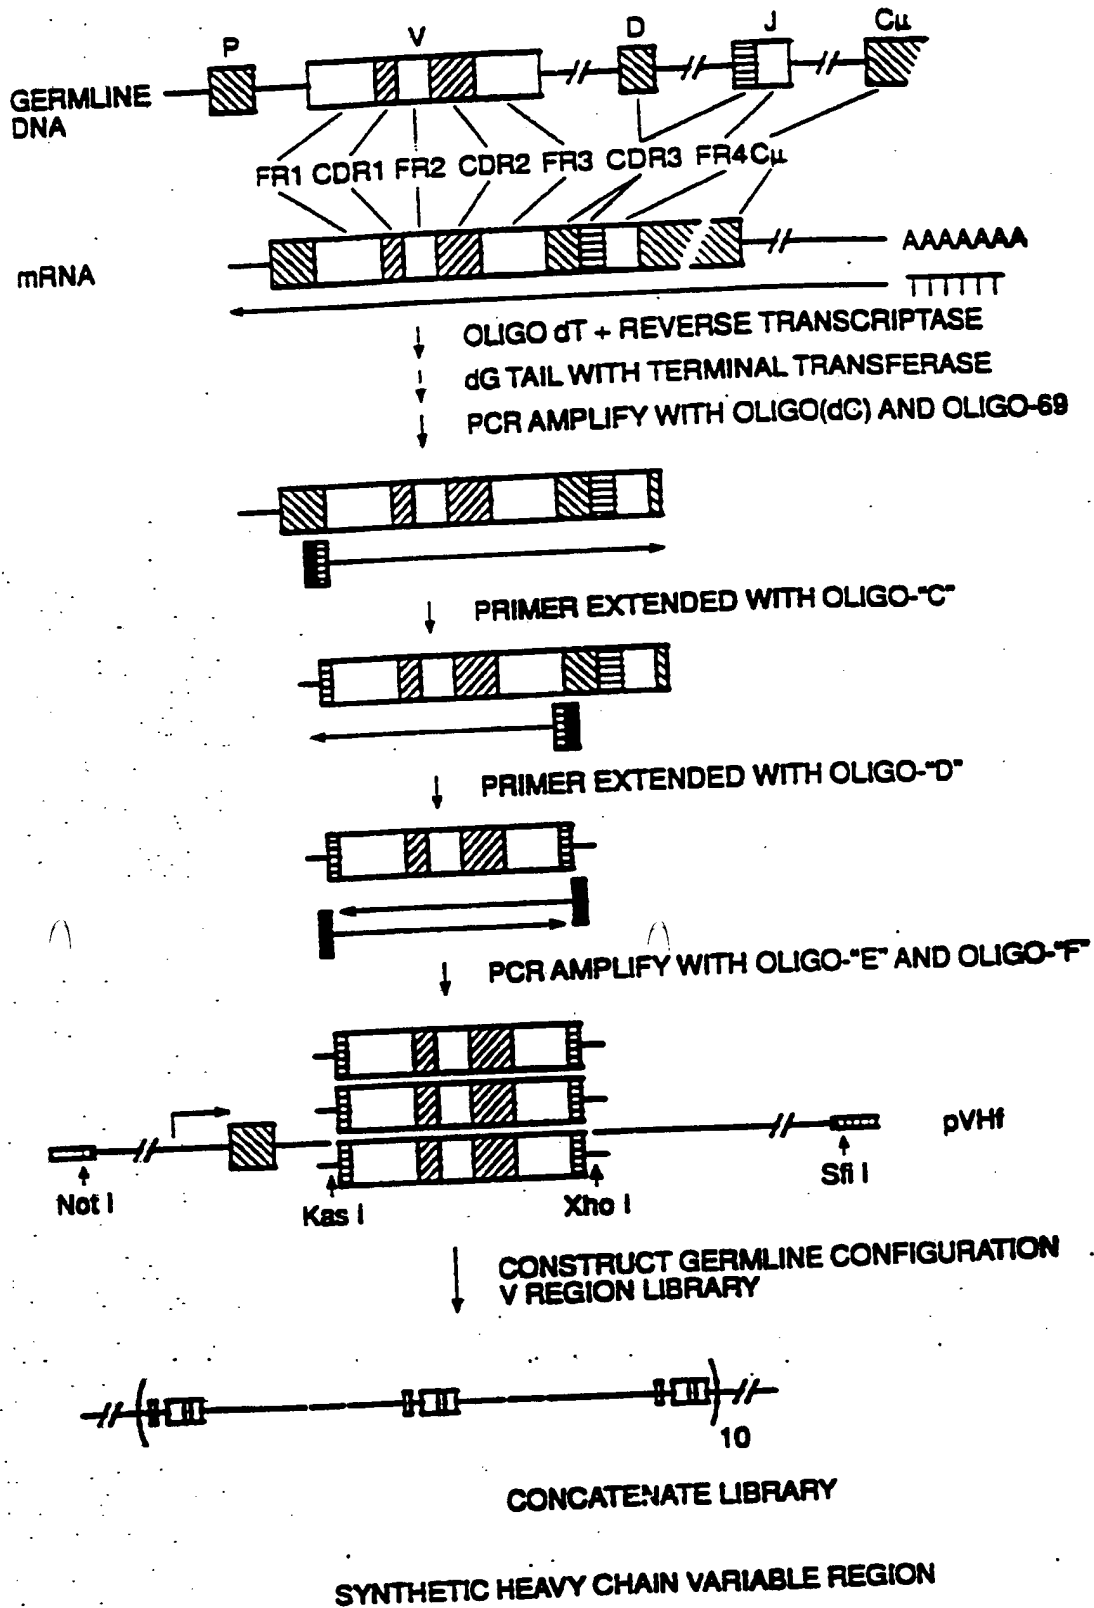 P V D J Cμ
GERMLINE
DNA
FR1 CDR1 FR2 CDR2 FR3 CDR3 FR4 Cμ
mRNA
AAAAAAA
TTTTTT
OLIGO dT + REVERSE TRANSCRIPTASE
dG TAIL WITH TERMINAL TRANSFERASE
PCR AMPLIFY WITH OLIGO(dC) AND OLIGO-69
PRIMER EXTENDED WITH OLIGO-"C"
PRIMER EXTENDED WITH OLIGO-"D"
PCR AMPLIFY WITH OLIGO-"E" AND OLIGO-"F"
pVHf
Not I Kas I Xho I Sfi I
CONSTRUCT GERMLINE CONFIGURATION
V REGION LIBRARY
10
CONCATENATE LIBRARY
SYNTHETIC HEAVY CHAIN VARIABLE REGION